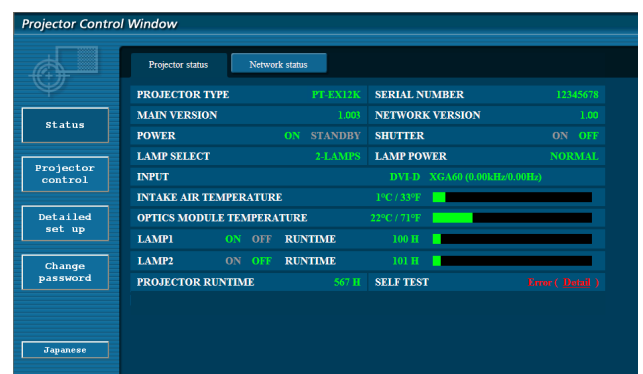 Projector Control Window
Projector status Network status
Status
Projector control
Detailed set up
Change password
Japanese
PROJECTOR TYPE PT-EX12K SERIAL NUMBER 12345678
MAIN VERSION 1.003 NETWORK VERSION 1.00
POWER ON STANDBY SHUTTER ON OFF
LAMP SELECT 2-LAMPS LAMP POWER NORMAL
INPUT DVI-D XGA60 (0.00kHz/0.00Hz)
INTAKE AIR TEMPERATURE 1°C / 33°F
OPTICS MODULE TEMPERATURE 22°C / 71°F
LAMP1 ON OFF RUNTIME 100 H
LAMP2 ON OFF RUNTIME 101 H
PROJECTOR RUNTIME 567 H SELF TEST Error ( Detail )